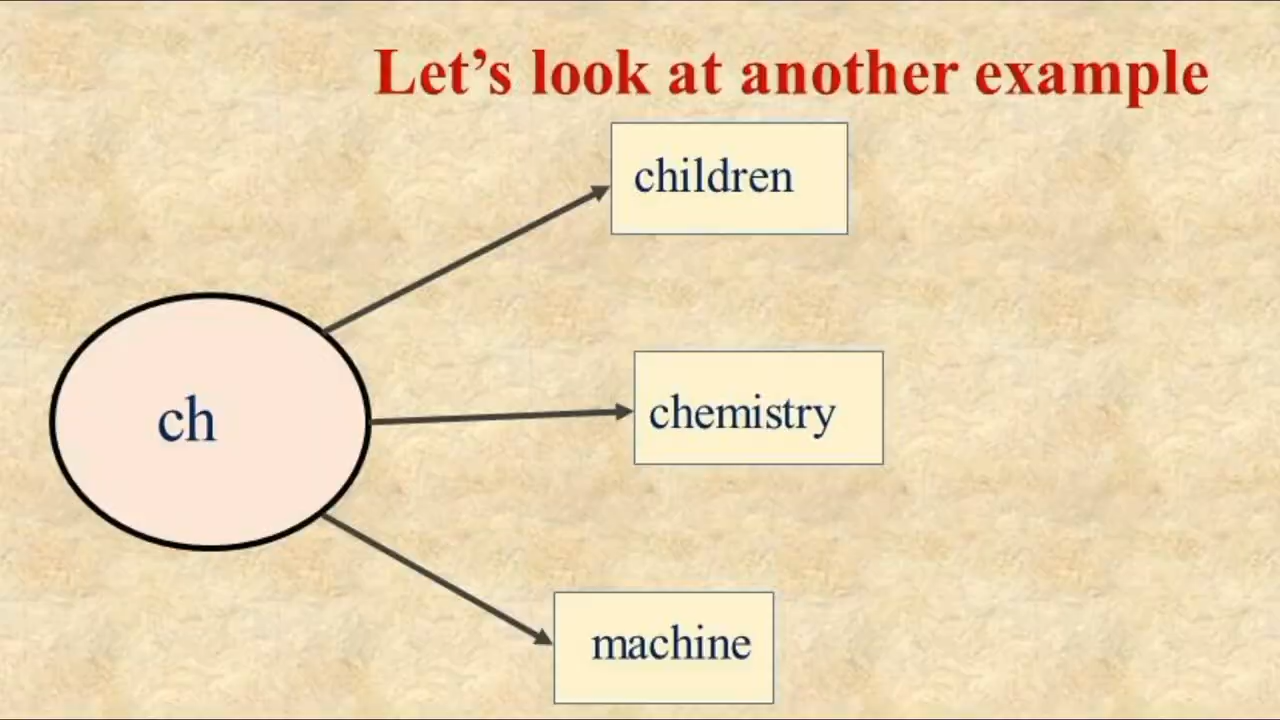 Let’s look at another example
children
ch
chemistry
machine